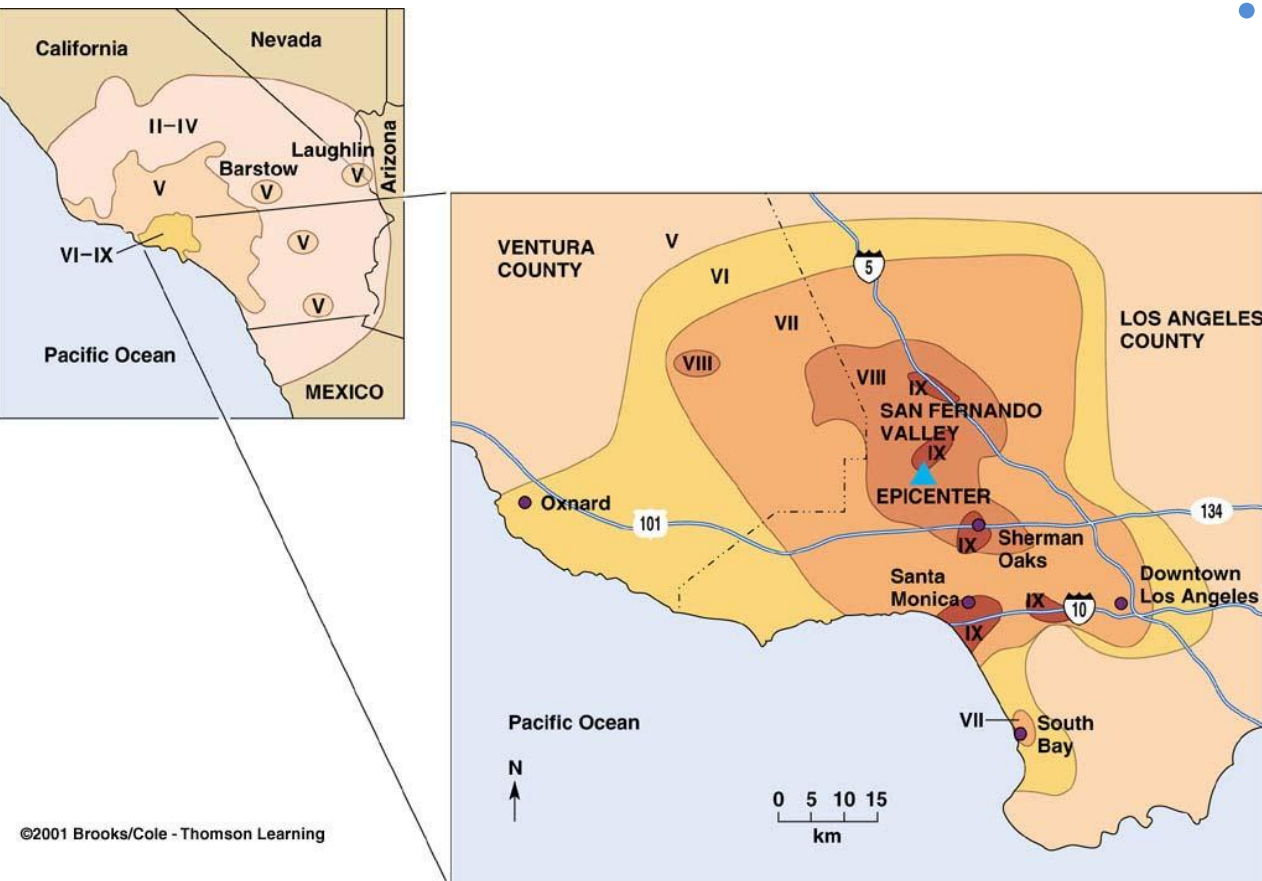 California
Nevada
II–IV
Laughlin
Barstow
Arizona
V
V
V
VI–IX
V
V
Pacific Ocean
MEXICO
VENTURA
COUNTY
V
VI
5
VII
LOS ANGELES
COUNTY
VIII
VIII
IX
SAN FERNANDO
VALLEY
IX
EPICENTER
Oxnard
101
134
IX
Sherman
Oaks
Santa
Monica
IX
10
Downtown
Los Angeles
IX
Pacific Ocean
VII
South
Bay
N
0 5 10 15
km
©2001 Brooks/Cole - Thomson Learning